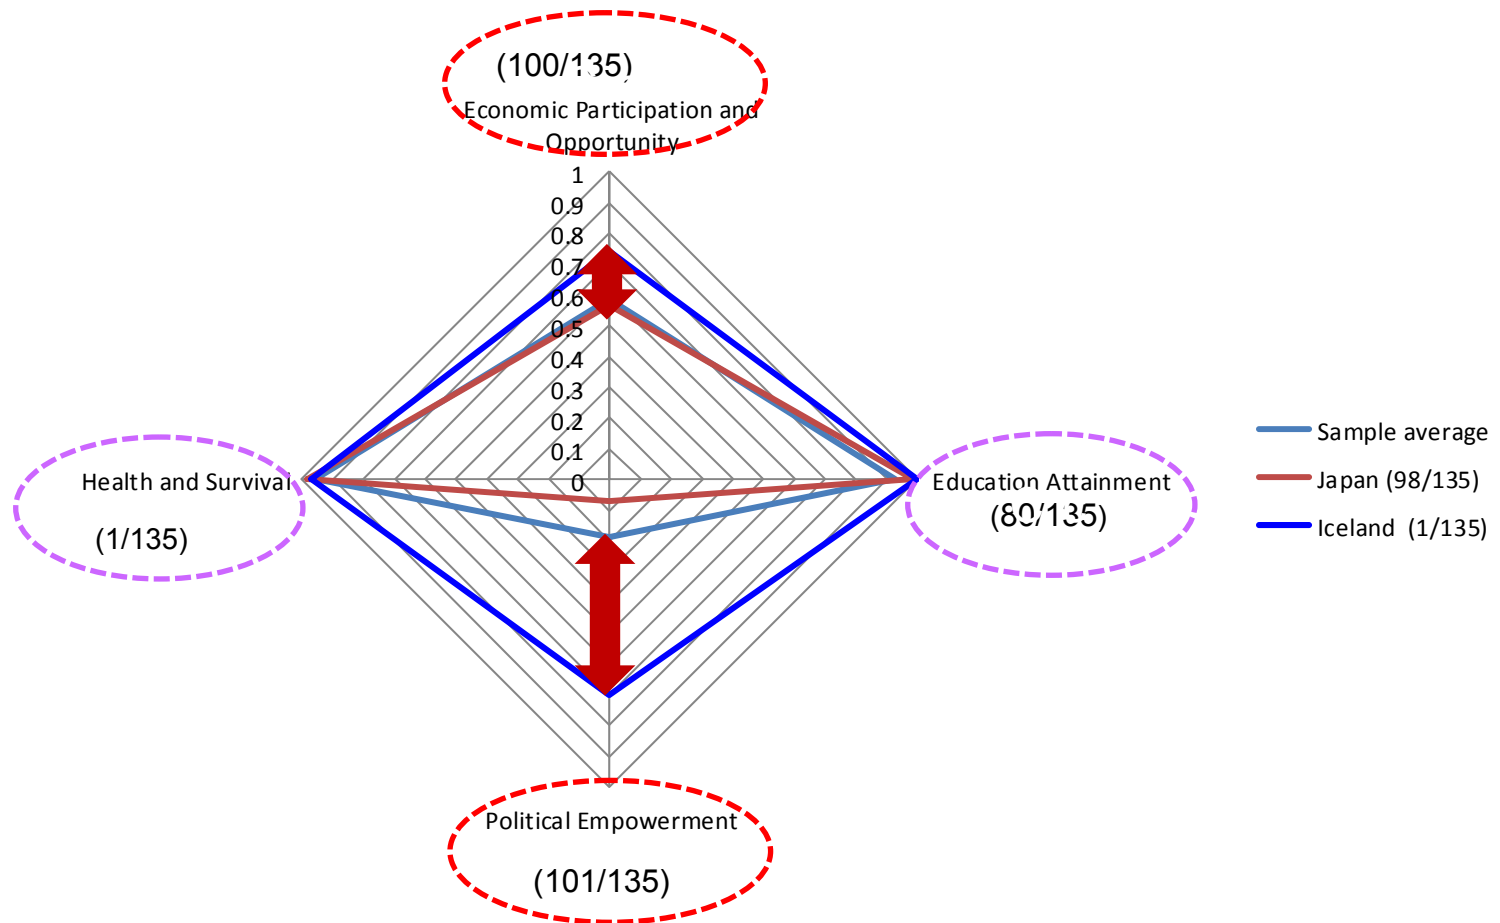 (100/135)
Economic Participation and
Opportunity
1
0.9
0.8
0.7
0.6
0.5
0.4
0.3
0.2
0.1
0
Health and Survival
(1/135)
Education Attainment
(80/135)
Political Empowerment
(101/135)
Sample average
Japan (98/135)
Iceland (1/135)